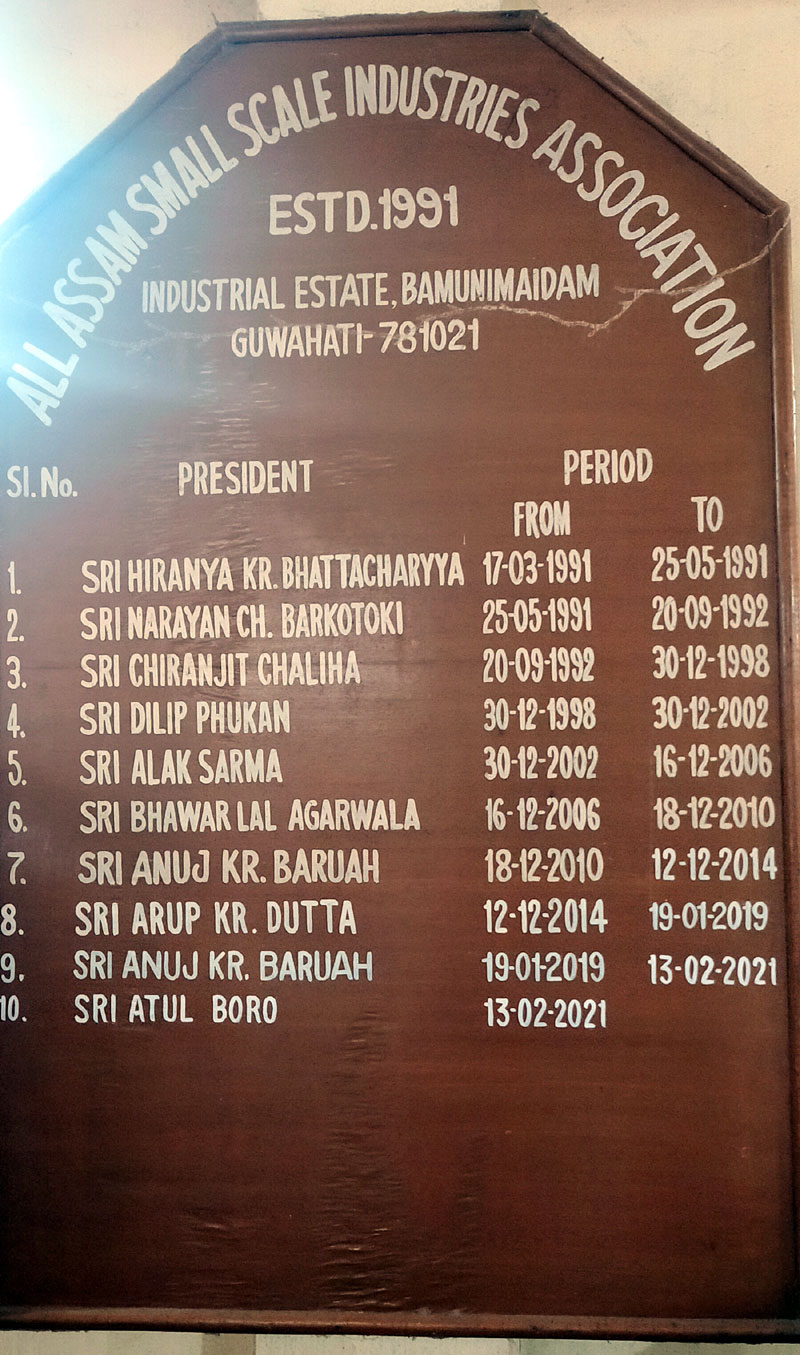 ALL ASSAM SMALL SCALE INDUSTRIES ASSOCIATION
ESTD.1991
INDUSTRIAL ESTATE, BAMUNIMAIDAM
GUWAHATI-781021
Sl.No. PRESIDENT PERIOD
FROM TO
1. SRI HIRANYA KR. BHATTACHARYYA 17-03-1991 25-05-1991
2. SRI NARAYAN CH. BARKOTOKI 25-05-1991 20-09-1992
3. SRI CHIRANJIT CHALIHA 20-09-1992 30-12-1998
4. SRI DILIP PHUKAN 30-12-1998 30-12-2002
5. SRI ALAK SARMA 30-12-2002 16-12-2006
6. SRI BHAWAR LAL AGARWALA 16-12-2006 18-12-2010
7. SRI ANUJ KR. BARUAH 18-12-2010 12-12-2014
8. SRI ARUP KR. DUTTA 12-12-2014 19-01-2019
9. SRI ANUJ KR. BARUAH 19-01-2019 13-02-2021
10. SRI ATUL BORO 13-02-2021